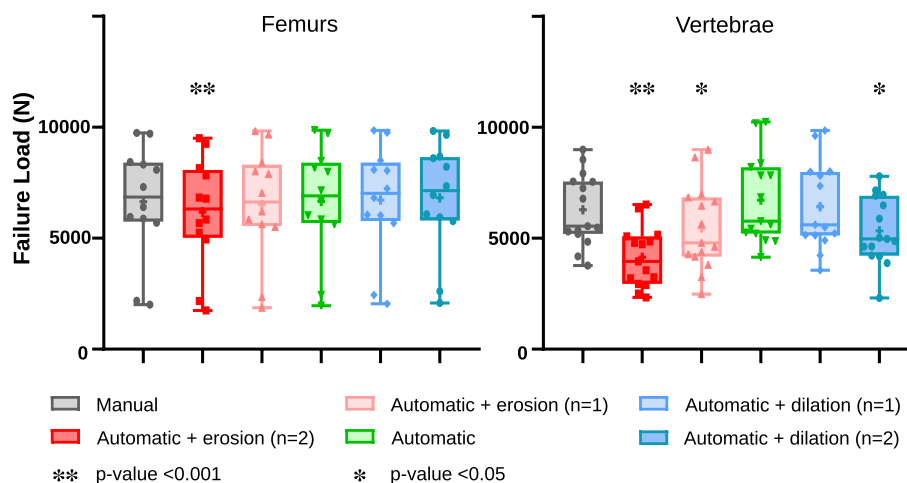 Femurs
Vertebrae
Failure Load (N)
** ** * *
10000 10000
5000 5000
0 0
Manual Automatic + erosion (n=1) Automatic + dilation (n=1)
Automatic + erosion (n=2) Automatic Automatic + dilation (n=2)
** p-value <0.001 * p-value <0.05